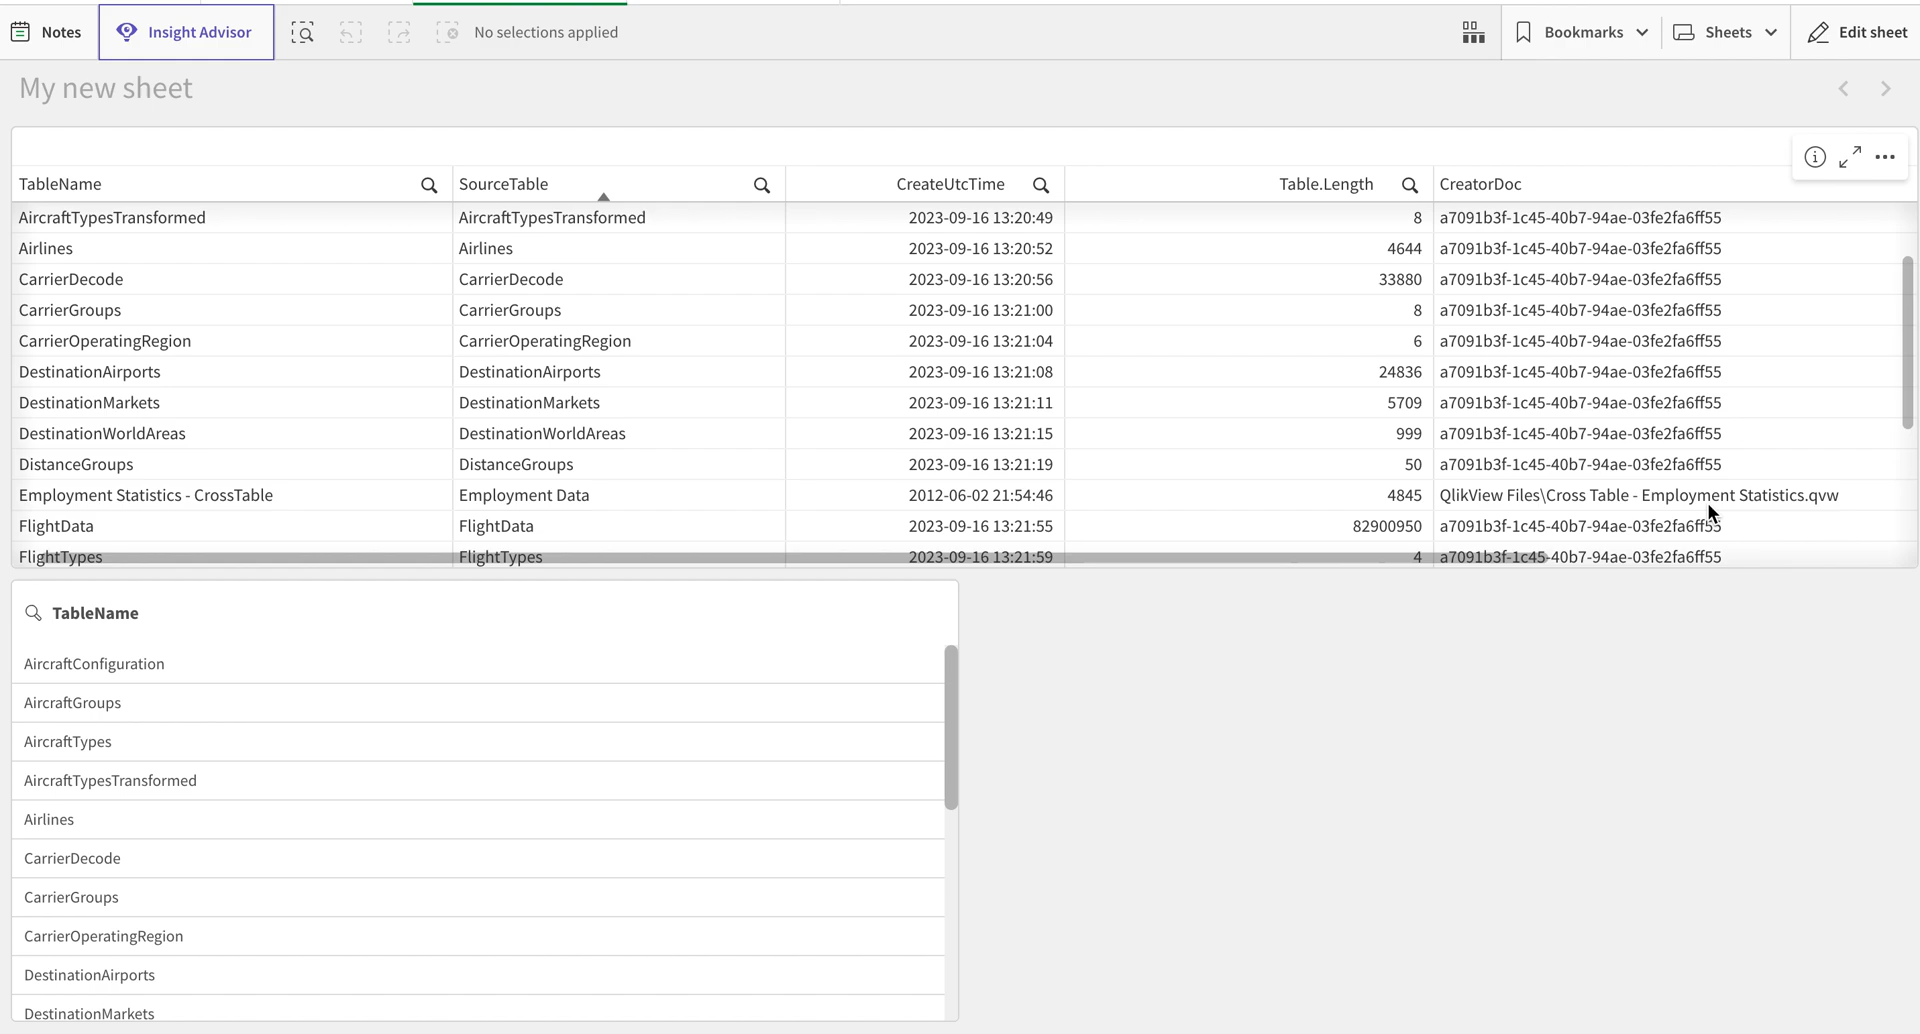 Notes Insight Advisor No selections applied Bookmarks Sheets Edit sheet
My new sheet
TableName SourceTable CreateUtcTime Table.Length CreatorDoc
AircraftTypesTransformed AircraftTypesTransformed 2023-09-16 13:20:49 8 a7091b3f-1c45-40b7-94ae-03fe2fa6ff55
Airlines Airlines 2023-09-16 13:20:52 4644 a7091b3f-1c45-40b7-94ae-03fe2fa6ff55
CarrierDecode CarrierDecode 2023-09-16 13:20:56 33880 a7091b3f-1c45-40b7-94ae-03fe2fa6ff55
CarrierGroups CarrierGroups 2023-09-16 13:21:00 8 a7091b3f-1c45-40b7-94ae-03fe2fa6ff55
CarrierOperatingRegion CarrierOperatingRegion 2023-09-16 13:21:04 6 a7091b3f-1c45-40b7-94ae-03fe2fa6ff55
DestinationAirports DestinationAirports 2023-09-16 13:21:08 24836 a7091b3f-1c45-40b7-94ae-03fe2fa6ff55
DestinationMarkets DestinationMarkets 2023-09-16 13:21:11 5709 a7091b3f-1c45-40b7-94ae-03fe2fa6ff55
DestinationWorldAreas DestinationWorldAreas 2023-09-16 13:21:15 999 a7091b3f-1c45-40b7-94ae-03fe2fa6ff55
DistanceGroups DistanceGroups 2023-09-16 13:21:19 50 a7091b3f-1c45-40b7-94ae-03fe2fa6ff55
Employment Statistics - CrossTable Employment Data 2012-06-02 21:54:46 4845 QlikView Files\Cross Table - Employment Statistics.qvw
FlightData FlightData 2023-09-16 13:21:55 82900950 a7091b3f-1c45-40b7-94ae-03fe2fa6ff55
FlightTypes FlightTypes 2023-09-16 13:21:59 4 a7091b3f-1c45-40b7-94ae-03fe2fa6ff55
TableName
AircraftConfiguration
AircraftGroups
AircraftTypes
AircraftTypesTransformed
Airlines
CarrierDecode
CarrierGroups
CarrierOperatingRegion
DestinationAirports
DestinationMarkets